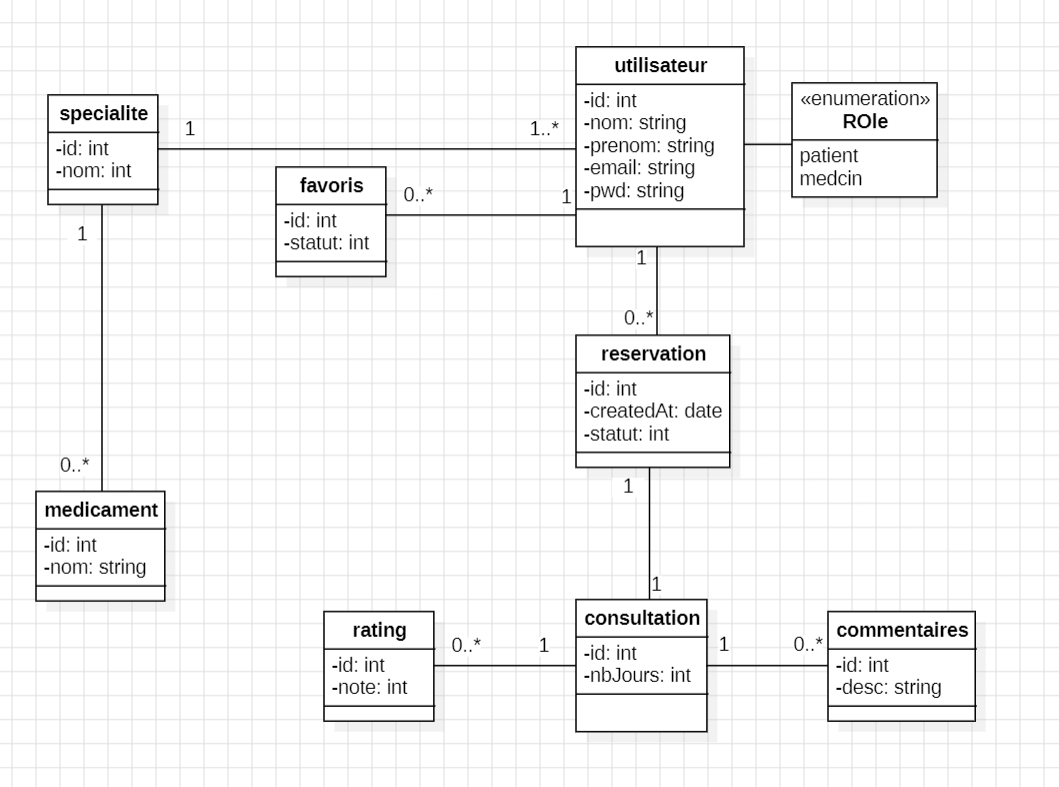 utilisateur
-id: int
-nom: string
-prenom: string
-email: string
-pwd: string
«enumeration»
ROle
patient
medcin
specialite
-id: int
-nom: int
1
1..*
favoris
-id: int
-statut: int
0..*
1
1
0..*
1
0..*
reservation
-id: int
-createdAt: date
-statut: int
1
1
medicament
-id: int
-nom: string
rating
-id: int
-note: int
0..*
1
consultation
-id: int
-nbJours: int
1
0..*
commentaires
-id: int
-desc: string